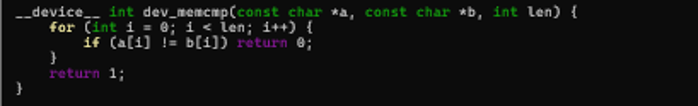 __device__ int dev_memcmp(const char *a, const char *b, int len) {
    for (int i = 0; i < len; i++) {
        if (a[i] != b[i]) return 0;
    }
    return 1;
}